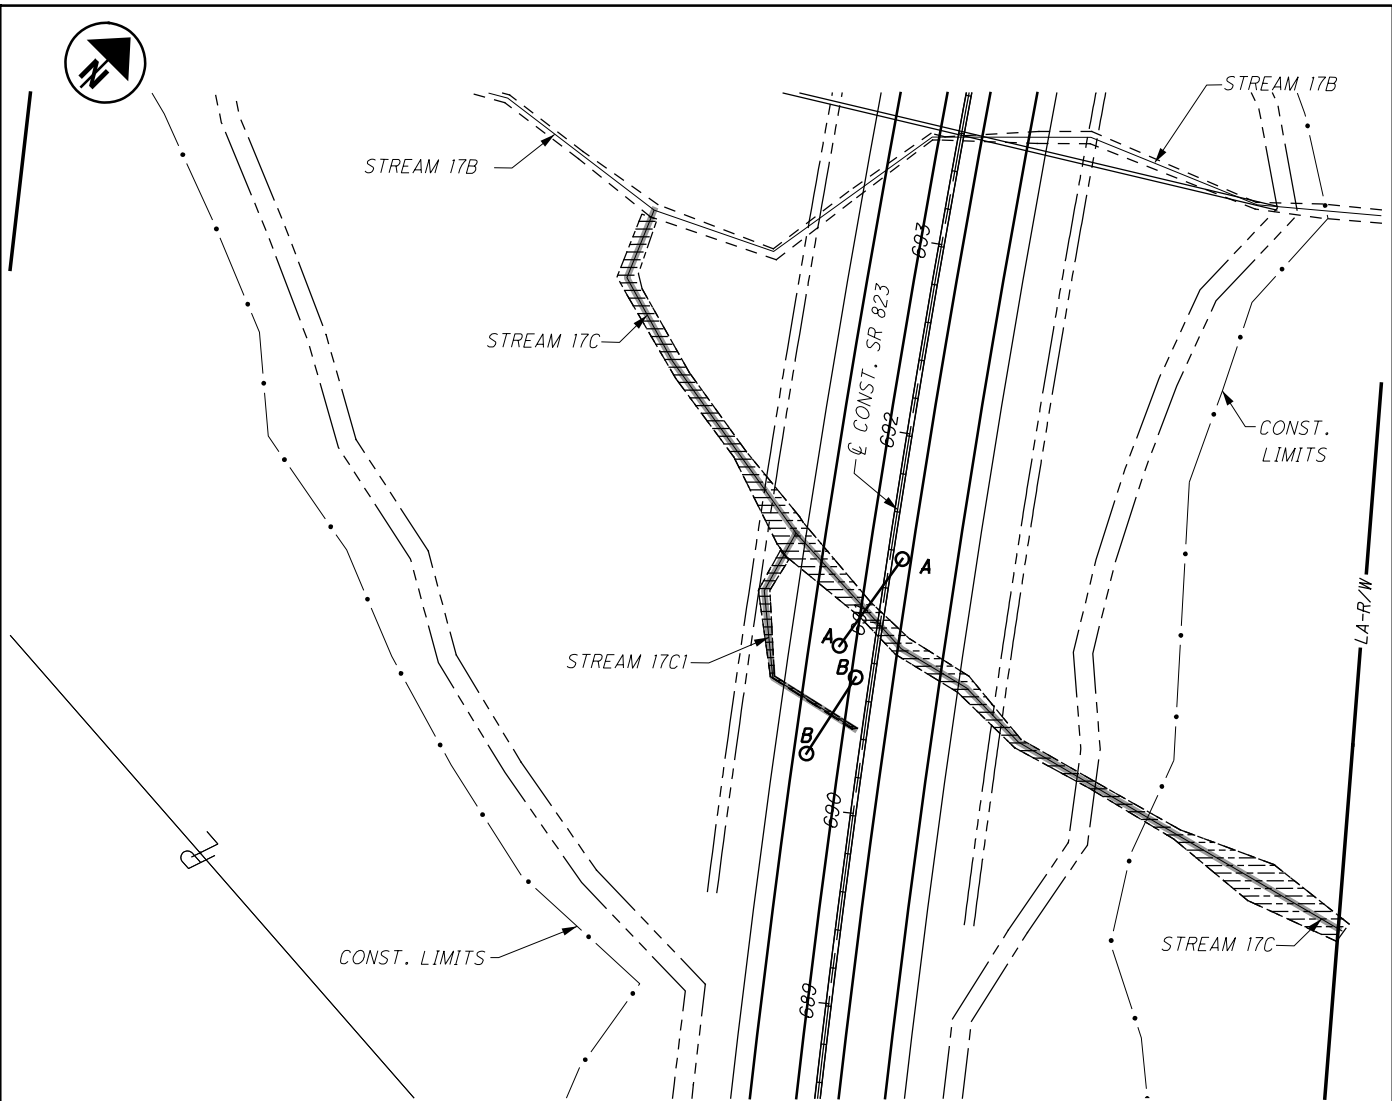 N
STREAM 17B
STREAM 17B
693
STREAM 17C
℄ CONST. SR 823
692
CONST.
LIMITS
A
LA-R/W
A
STREAM 17C1
B
B
690
PL
STREAM 17C
CONST. LIMITS
689